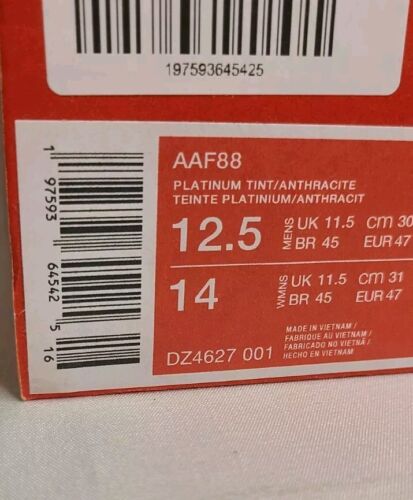 197593645425
AAF88
PLATINUM TINT/ANTHRACITE
TEINTE PLATINIUM/ANTHRACIT
12.5 MENS UK 11.5 CM 30
BR 45 EUR 47
14 WMNS UK 11.5 CM 31
BR 45 EUR 47
MADE IN VIETNAM /
FABRIQUE AU VIETNAM /
FABRICADO NO VIETNÃ /
HECHO EN VIETNAM
DZ4627 001
1 97593 64542 5 16